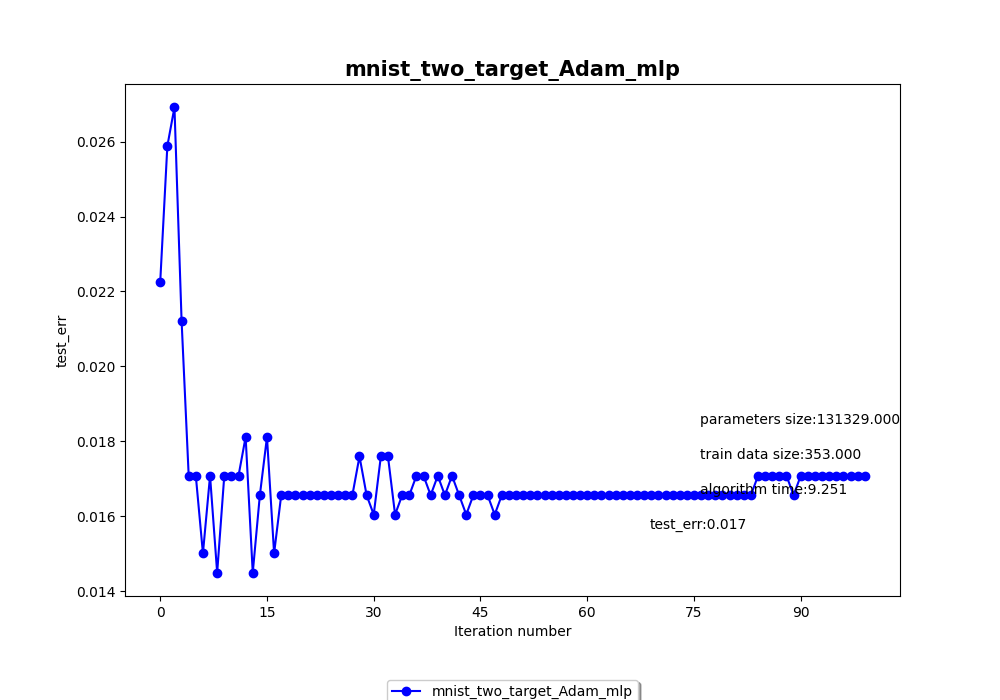 mnist_two_target_Adam_mlp
0.026
0.024
0.022
0.020
0.018
0.016
0.014
test_err
parameters size:131329.000
train data size:353.000
algorithm time:9.251
test_err:0.017
0 15 30 45 60 75 90
Iteration number
mnist_two_target_Adam_mlp